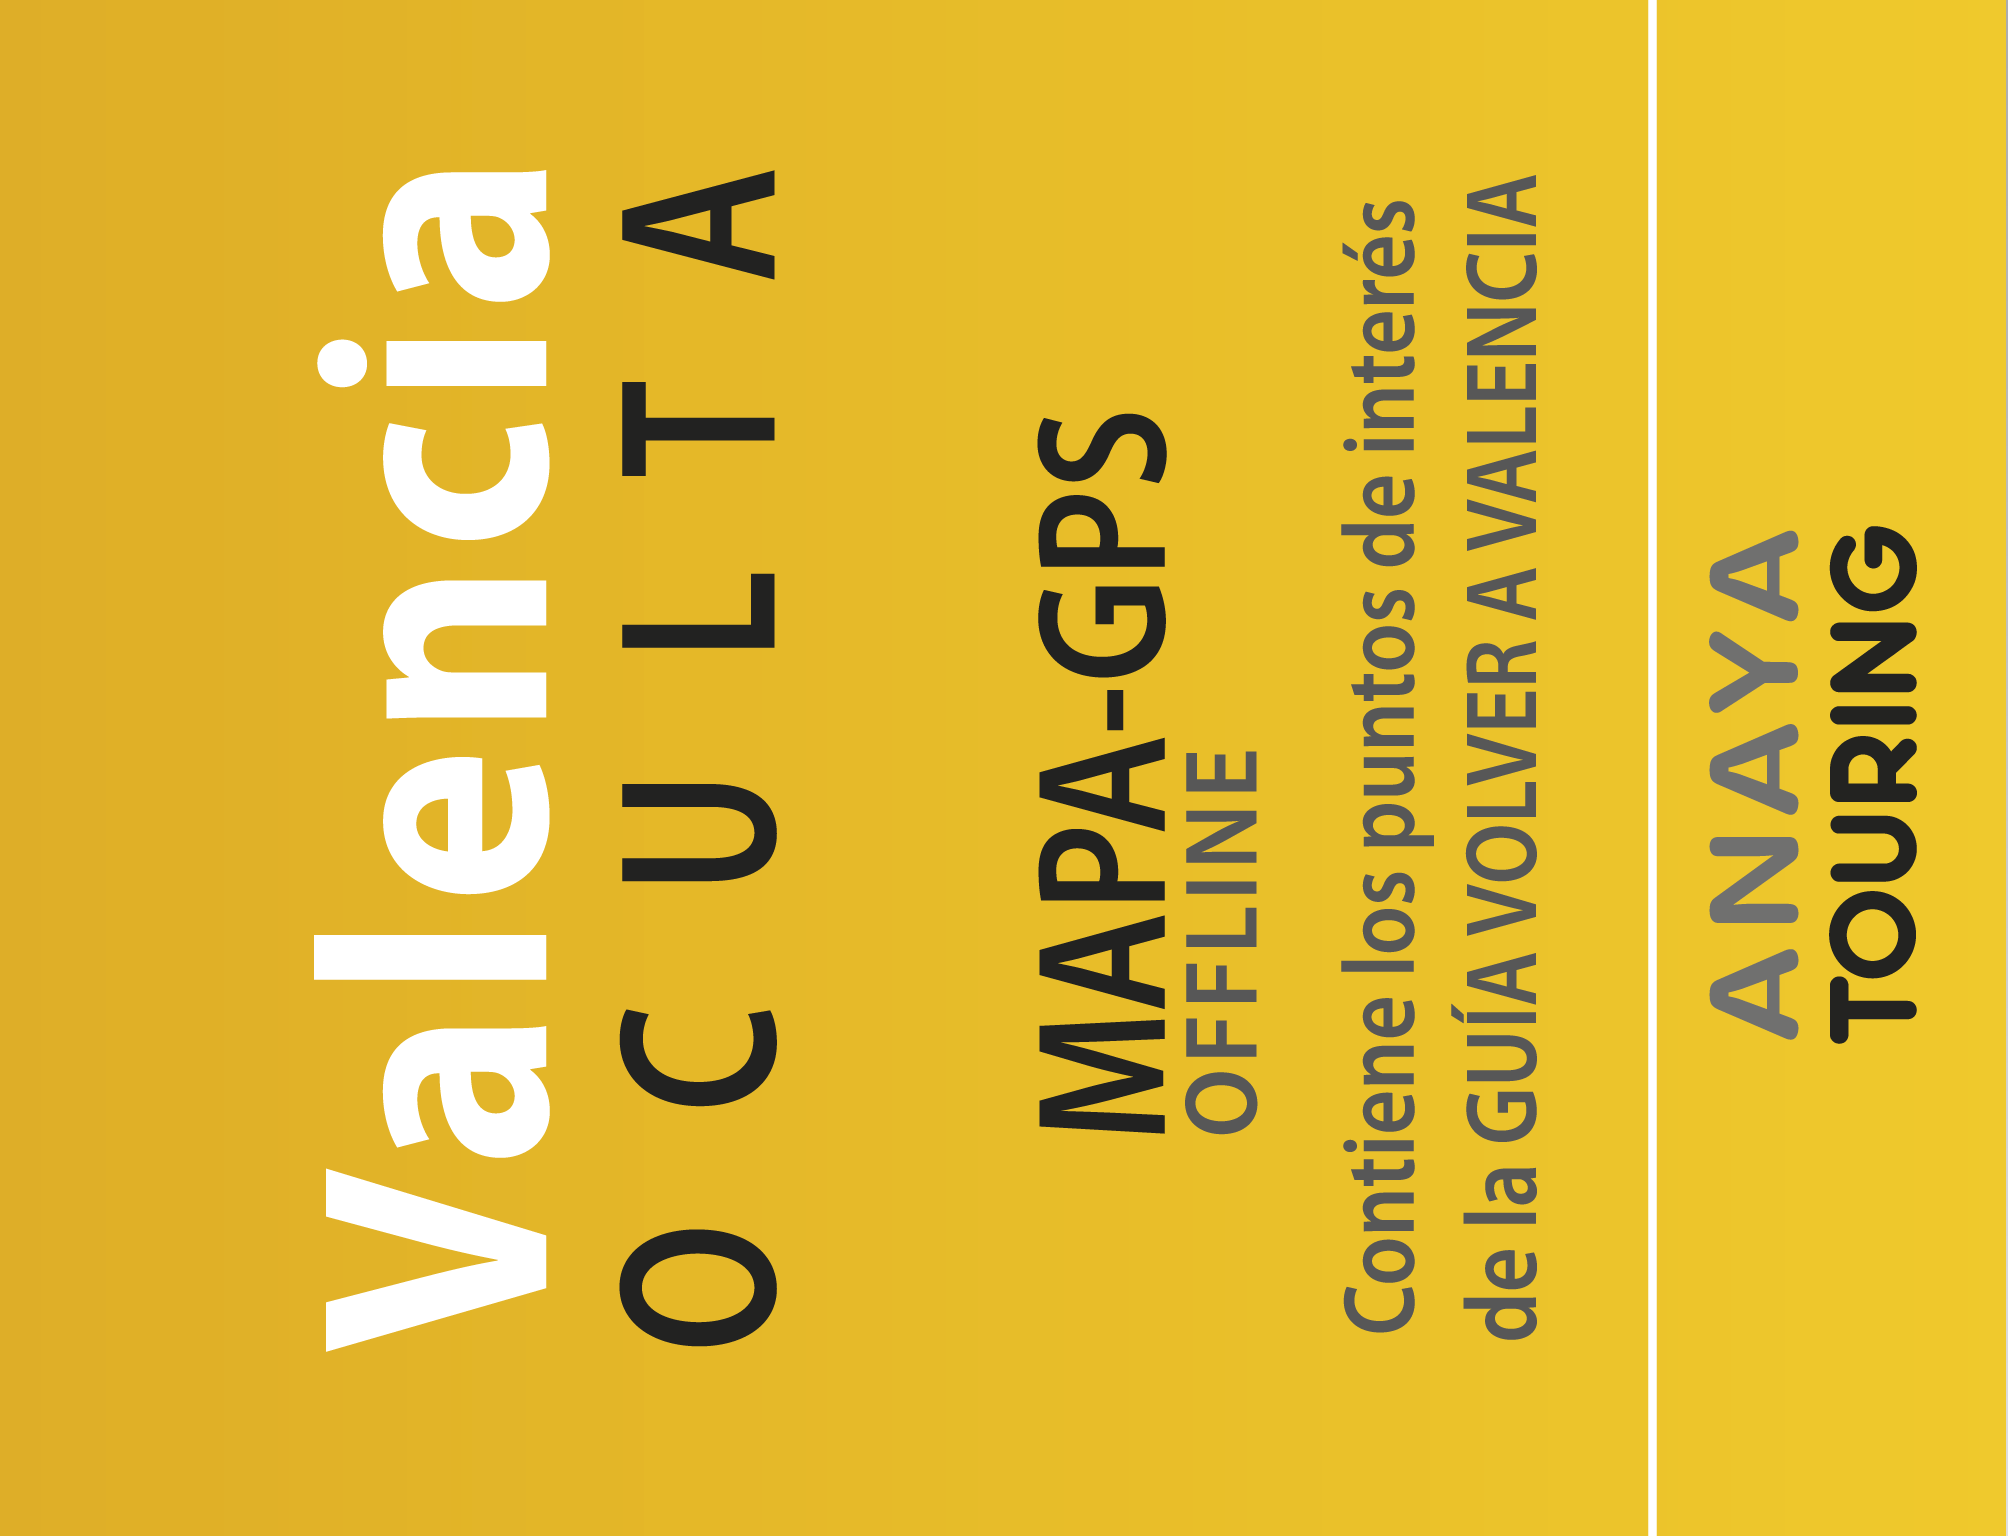 Valencia
OCULTA
MAPA-GPS
OFFLINE
Contiene los puntos de interés
de la GUÍA VOLVER A VALENCIA
ANAYA
TOURING